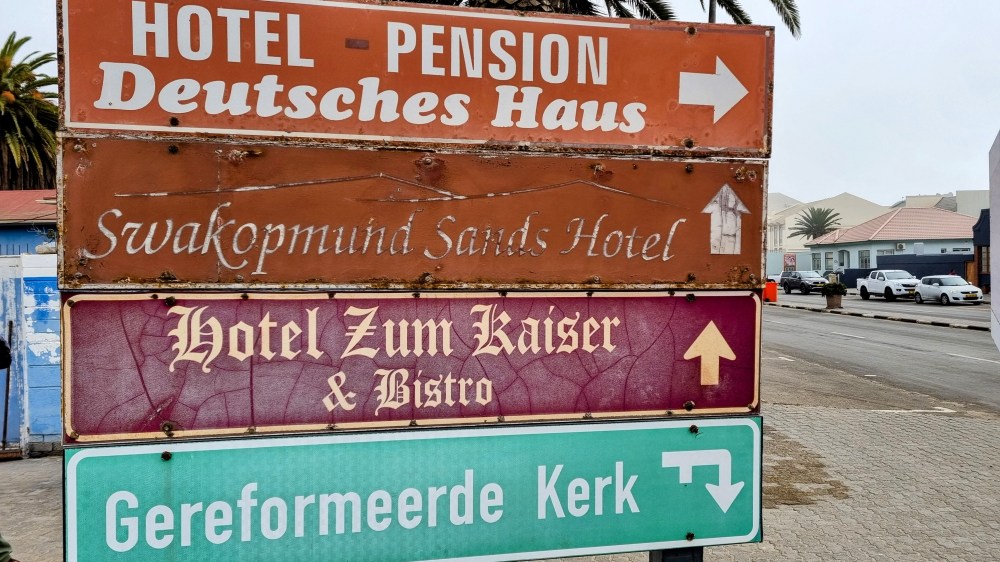 HOTEL - PENSION
Deutsches Haus
Swakopmund Sands Hotel
Hotel Zum Kaiser
& Bistro
Gereformeerde Kerk